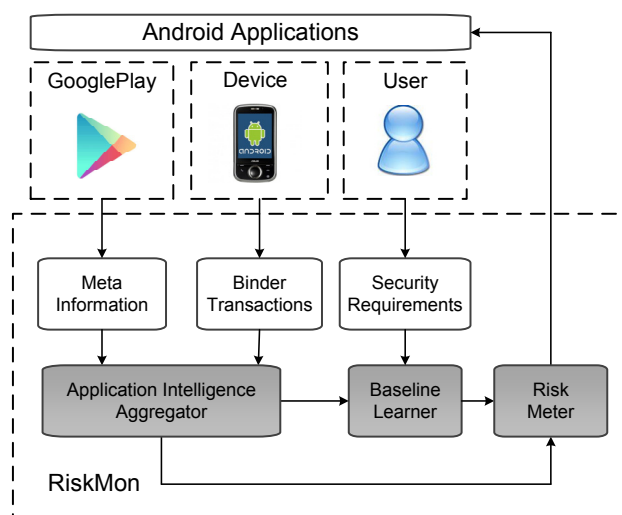 Android Applications
GooglePlay
Device
User
ANDROID
Meta
Information
Binder
Transactions
Security
Requirements
Application Intelligence
Aggregator
Baseline
Learner
Risk
Meter
RiskMon